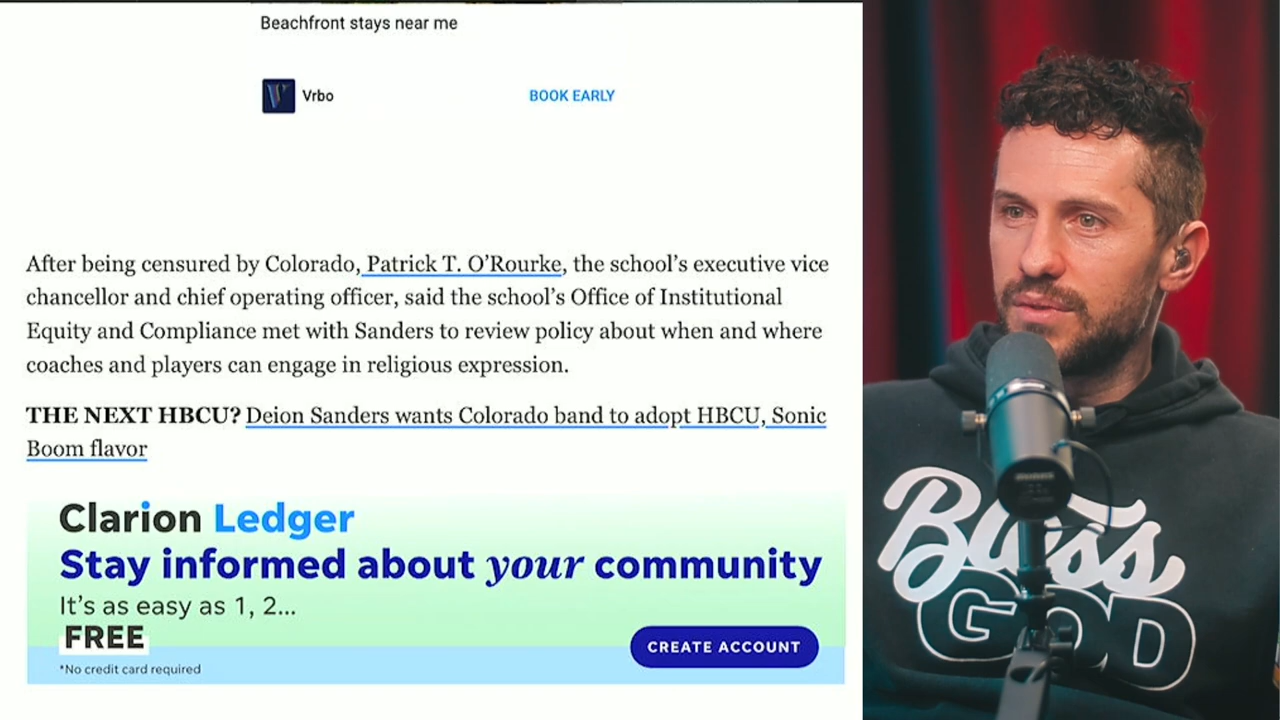 Beachfront stays near me
Vrbo
BOOK EARLY
After being censured by Colorado, Patrick T. O’Rourke, the school’s executive vice
chancellor and chief operating officer, said the school’s Office of Institutional
Equity and Compliance met with Sanders to review policy about when and where
coaches and players can engage in religious expression.
THE NEXT HBCU? Deion Sanders wants Colorado band to adopt HBCU, Sonic
Boom flavor
Clarion Ledger
Stay informed about your community
It’s as easy as 1, 2...
FREE
*No credit card required
CREATE ACCOUNT
Bless
GOD